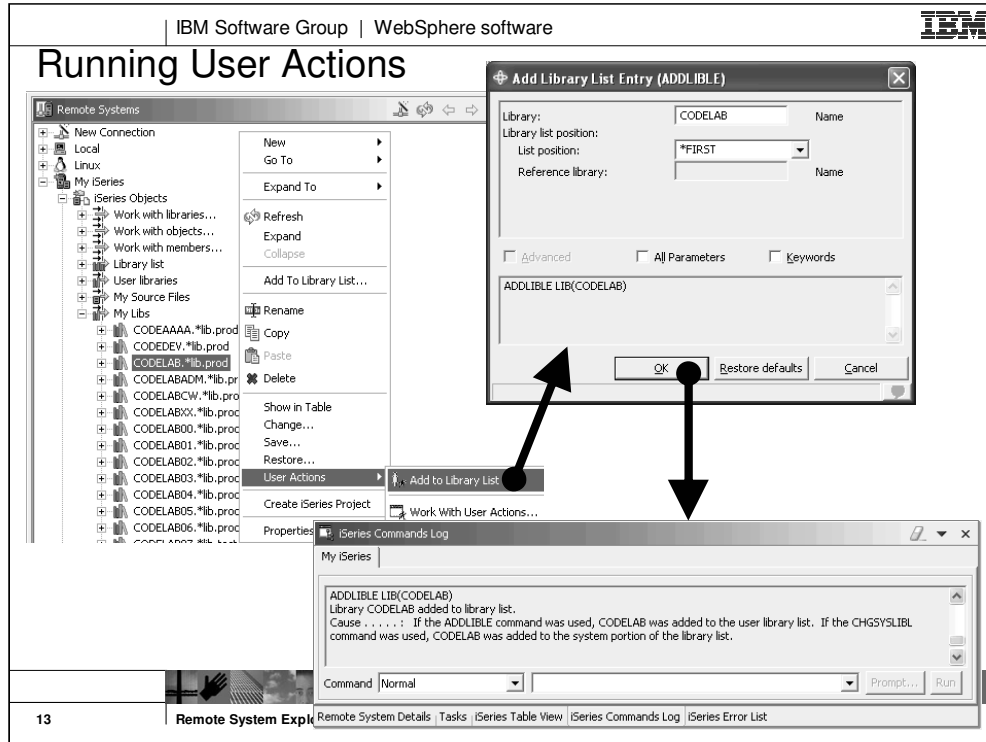 IBM Software Group | WebSphere software
IBM
Running User Actions
Remote Systems
New Connection
Local
Linux
My iSeries
iSeries Objects
Work with libraries...
Work with objects...
Work with members...
Library list
User libraries
My Source Files
My Libs
CODEAAAA.*lib.prod
CODEDEV.*lib.prod
CODELAB.*lib.prod
CODELABADM.*lib.pr
CODELABCW.*lib.pro
CODELABXX.*lib.proc
CODELAB00.*lib.proc
CODELAB01.*lib.proc
CODELAB02.*lib.proc
CODELAB03.*lib.proc
CODELAB04.*lib.proc
CODELAB05.*lib.proc
CODELAB06.*lib.proc
New
Go To
Expand To
Refresh
Expand
Collapse
Add To Library List...
Rename
Copy
Paste
Delete
Show in Table
Change...
Save...
Restore...
User Actions
Create iSeries Project
Properties
Add to Library List
Work With User Actions...
Add Library List Entry (ADDLIBLE)
Library: CODELAB Name
Library list position:
List position: *FIRST
Reference library: Name
Advanced All Parameters Keywords
ADDLIBLE LIB(CODELAB)
OK Restore defaults Cancel
iSeries Commands Log
My iSeries
ADDLIBLE LIB(CODELAB)
Library CODELAB added to library list.
Cause . . . . . : If the ADDLIBLE command was used, CODELAB was added to the user library list. If the CHGSYSLIBL
command was used, CODELAB was added to the system portion of the library list.
Command Normal Prompt... Run
Remote System Details Tasks iSeries Table View iSeries Commands Log iSeries Error List
13 Remote System Explo